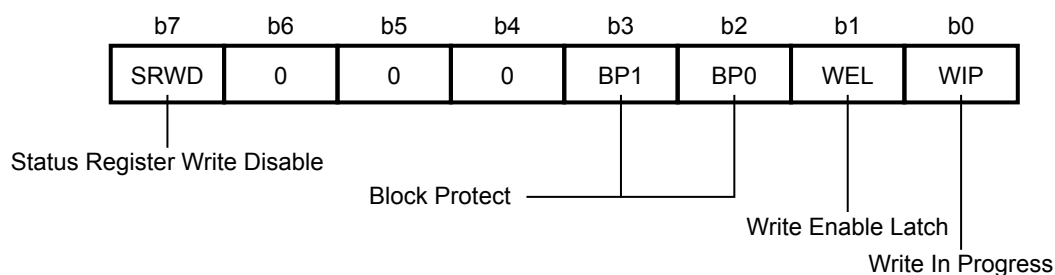 b7 b6 b5 b4 b3 b2 b1 b0
SRWD 0 0 0 BP1 BP0 WEL WIP
Status Register Write Disable
Block Protect
Write Enable Latch
Write In Progress